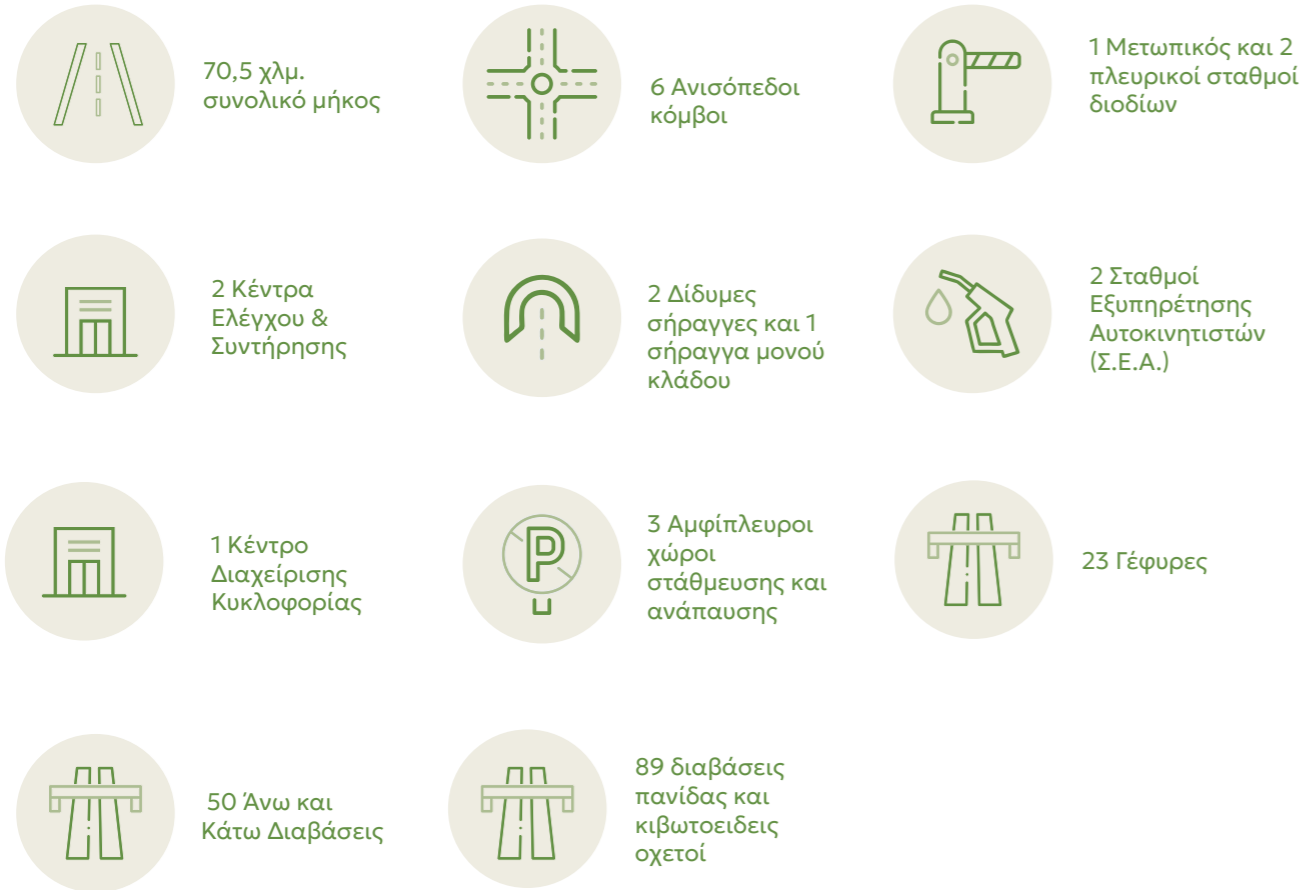 70,5 χλμ.
συνολικό μήκος
6 Ανισόπεδοι
κόμβοι
1 Μετωπικός και 2
πλευρικοί σταθμοί
διοδίων
2 Κέντρα
Ελέγχου &
Συντήρησης
2 Δίδυμες
σήραγγες και 1
σήραγγα μονού
κλάδου
2 Σταθμοί
Εξυπηρέτησης
Αυτοκινητιστών
(Σ.Ε.Α.)
1 Κέντρο
Διαχείρισης
Κυκλοφορίας
P
3 Αμφίπλευροι
χώροι
στάθμευσης και
ανάπαυσης
23 Γέφυρες
50 Άνω και
Κάτω Διαβάσεις
89 διαβάσεις
πανίδας και
κιβωτοειδεις
οχετοί